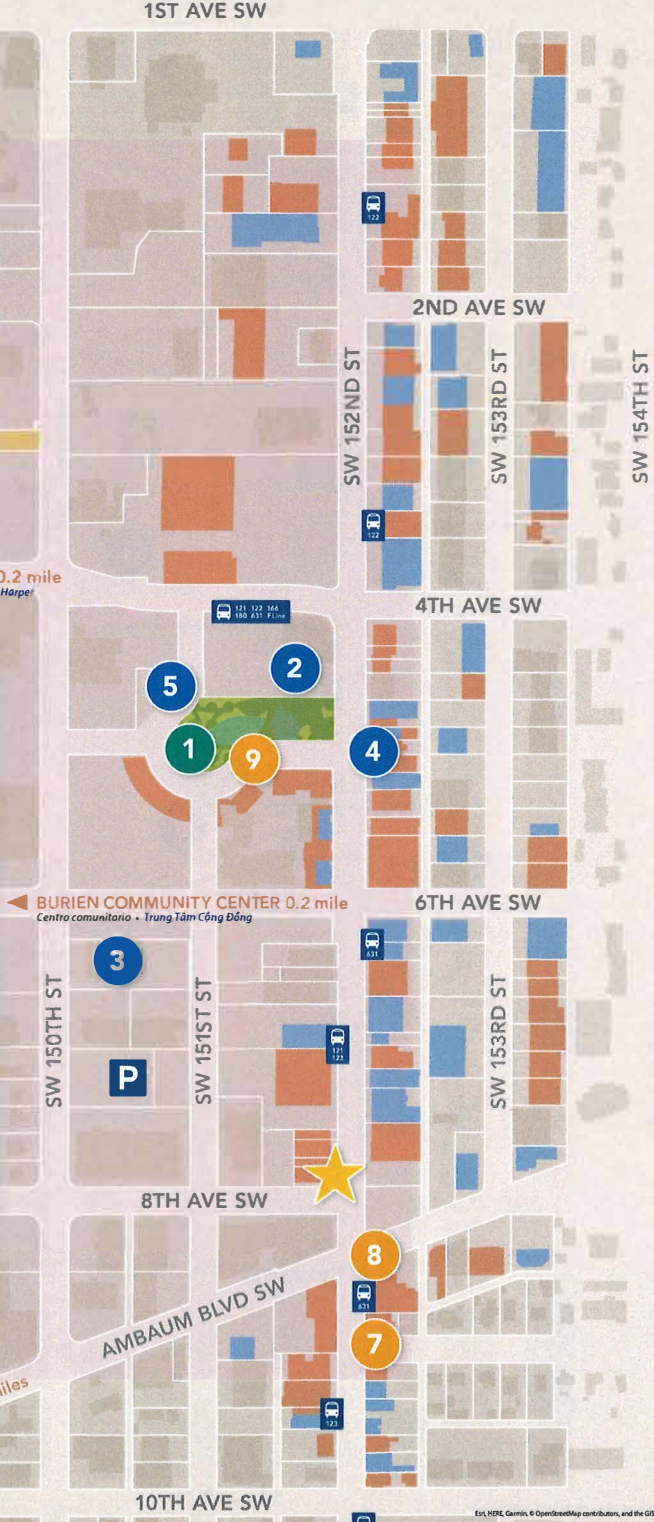 1ST AVE SW
122
2ND AVE SW
SW 152ND ST
SW 153RD ST
SW 154TH ST
122
0.2 mile
Harper
4TH AVE SW
121 122 166
180 631 F Line
2
5
1
9
4
BURIEN COMMUNITY CENTER 0.2 mile
Centro comunitario • Trung Tâm Cộng Đồng
6TH AVE SW
631
3
SW 150TH ST
SW 151ST ST
SW 153RD ST
121
123
P
8TH AVE SW
8
AMBAUM BLVD SW
631
7
iles
123
10TH AVE SW
Esri, HERE, Garmin, © OpenStreetMap contributors, and the GIS